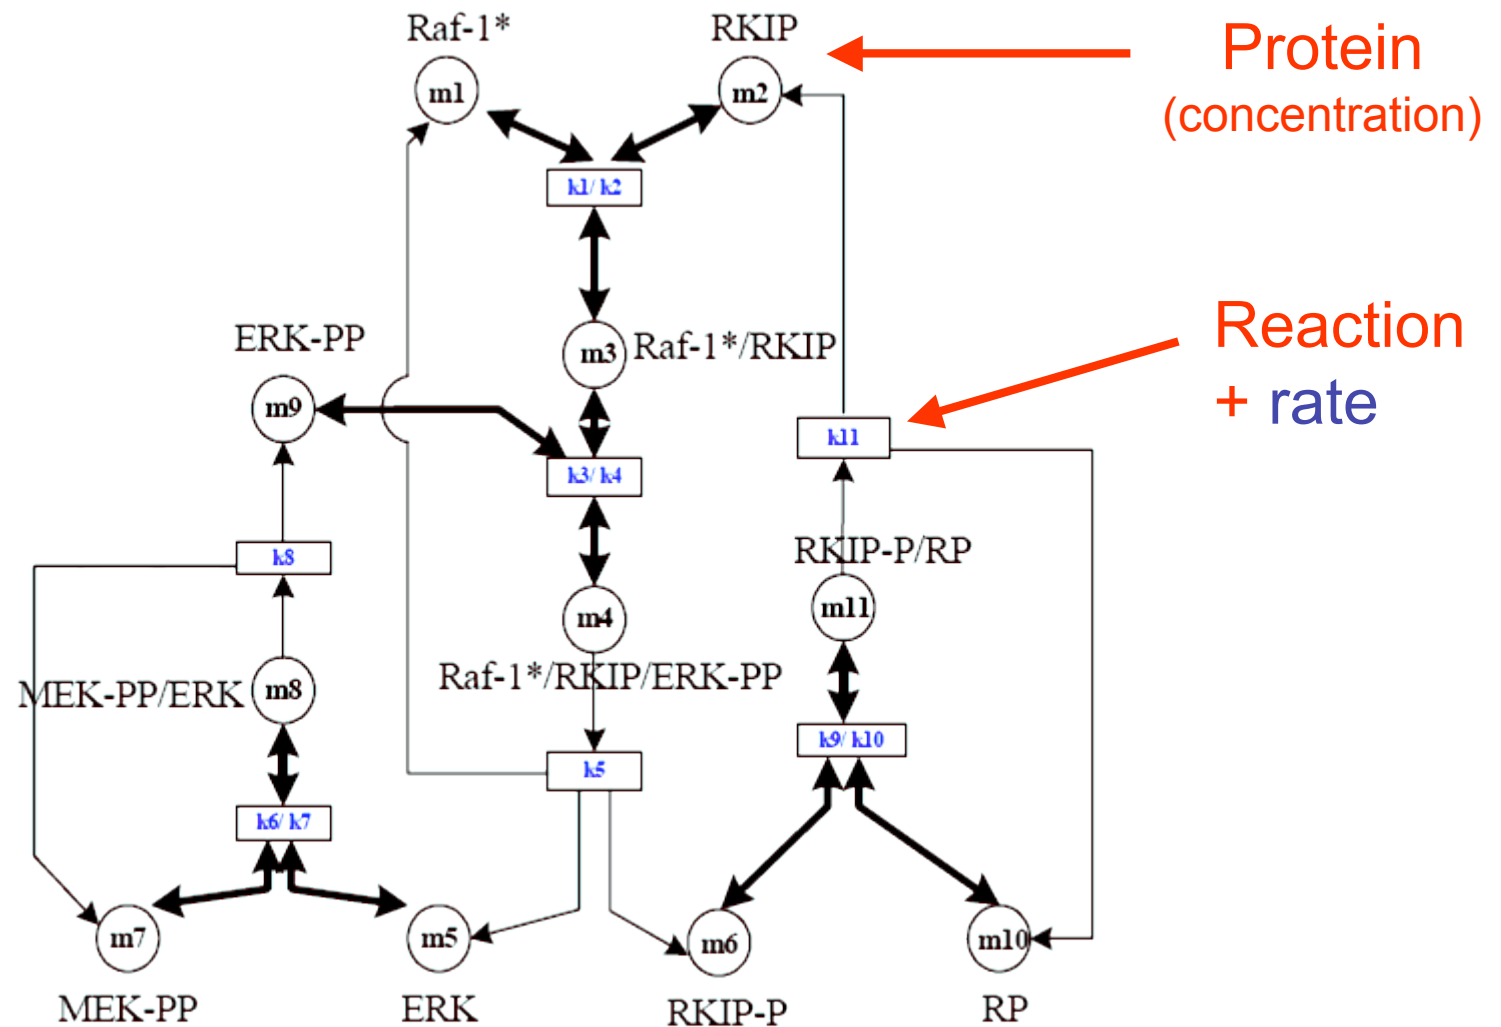 Raf-1*
RKIP
Protein
(concentration)
m1
m2
k1/ k2
Reaction
+ rate
ERK-PP
m3
Raf-1*/RKIP
m9
k11
k3/ k4
k8
RKIP-P/RP
m11
m4
MEK-PP/ERK
m8
Raf-1*/RKIP/ERK-PP
k9/ k10
k5
k6/ k7
m7
m5
m6
m10
MEK-PP
ERK
RKIP-P
RP